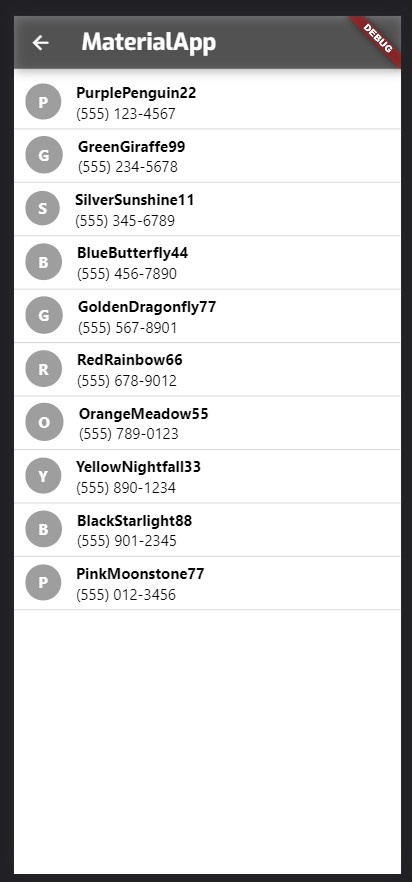 MaterialApp
DEBUG
P
PurplePenguin22
(555) 123-4567
G
GreenGiraffe99
(555) 234-5678
S
SilverSunshine11
(555) 345-6789
B
BlueButterfly44
(555) 456-7890
G
GoldenDragonfly77
(555) 567-8901
R
RedRainbow66
(555) 678-9012
O
OrangeMeadow55
(555) 789-0123
Y
YellowNightfall33
(555) 890-1234
B
BlackStarlight88
(555) 901-2345
P
PinkMoonstone77
(555) 012-3456